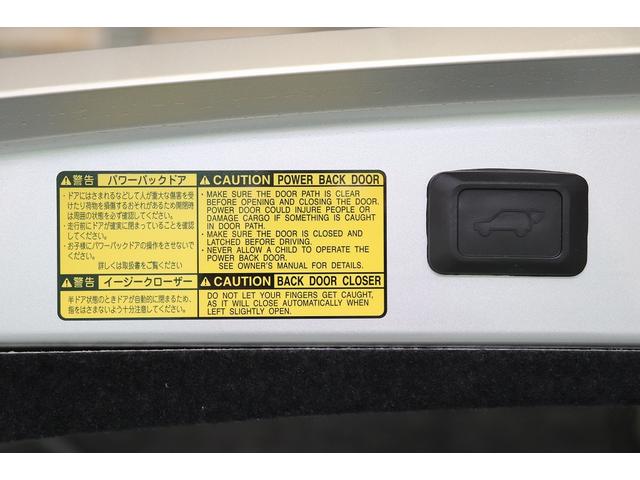 警告 パワーバックドア
・ドアにはさまれるなどして人が重大な傷害を受
けたり荷物を損傷するおそれがあるため開閉時
は周囲の状態を必ず確認してください。
・走行前にドアが確実に閉まっていることを確認
してください。
・お子様にパワーバックドアの操作をさせないで
ください。
詳しくは取扱書をご覧ください
警告 イージークローザー
半ドア状態のときドアが自動的に閉まるため、
指をはさまないよう十分注意してください。
CAUTION POWER BACK DOOR
・MAKE SURE THE DOOR PATH IS CLEAR
BEFORE OPENING AND CLOSING THE DOOR.
POWER DOOR COULD INJURE PEOPLE OR
DAMAGE CARGO IF SOMETHING IS CAUGHT
IN DOOR PATH.
・MAKE SURE THE DOOR IS CLOSED AND
LATCHED BEFORE DRIVING.
・NEVER ALLOW A CHILD TO OPERATE THE
POWER BACK DOOR.
SEE OWNER'S MANUAL FOR DETAILS.
CAUTION BACK DOOR CLOSER
DO NOT LET YOUR FINGERS GET CAUGHT,
AS IT WILL CLOSE AUTOMATICALLY WHEN
LEFT SLIGHTLY OPEN.